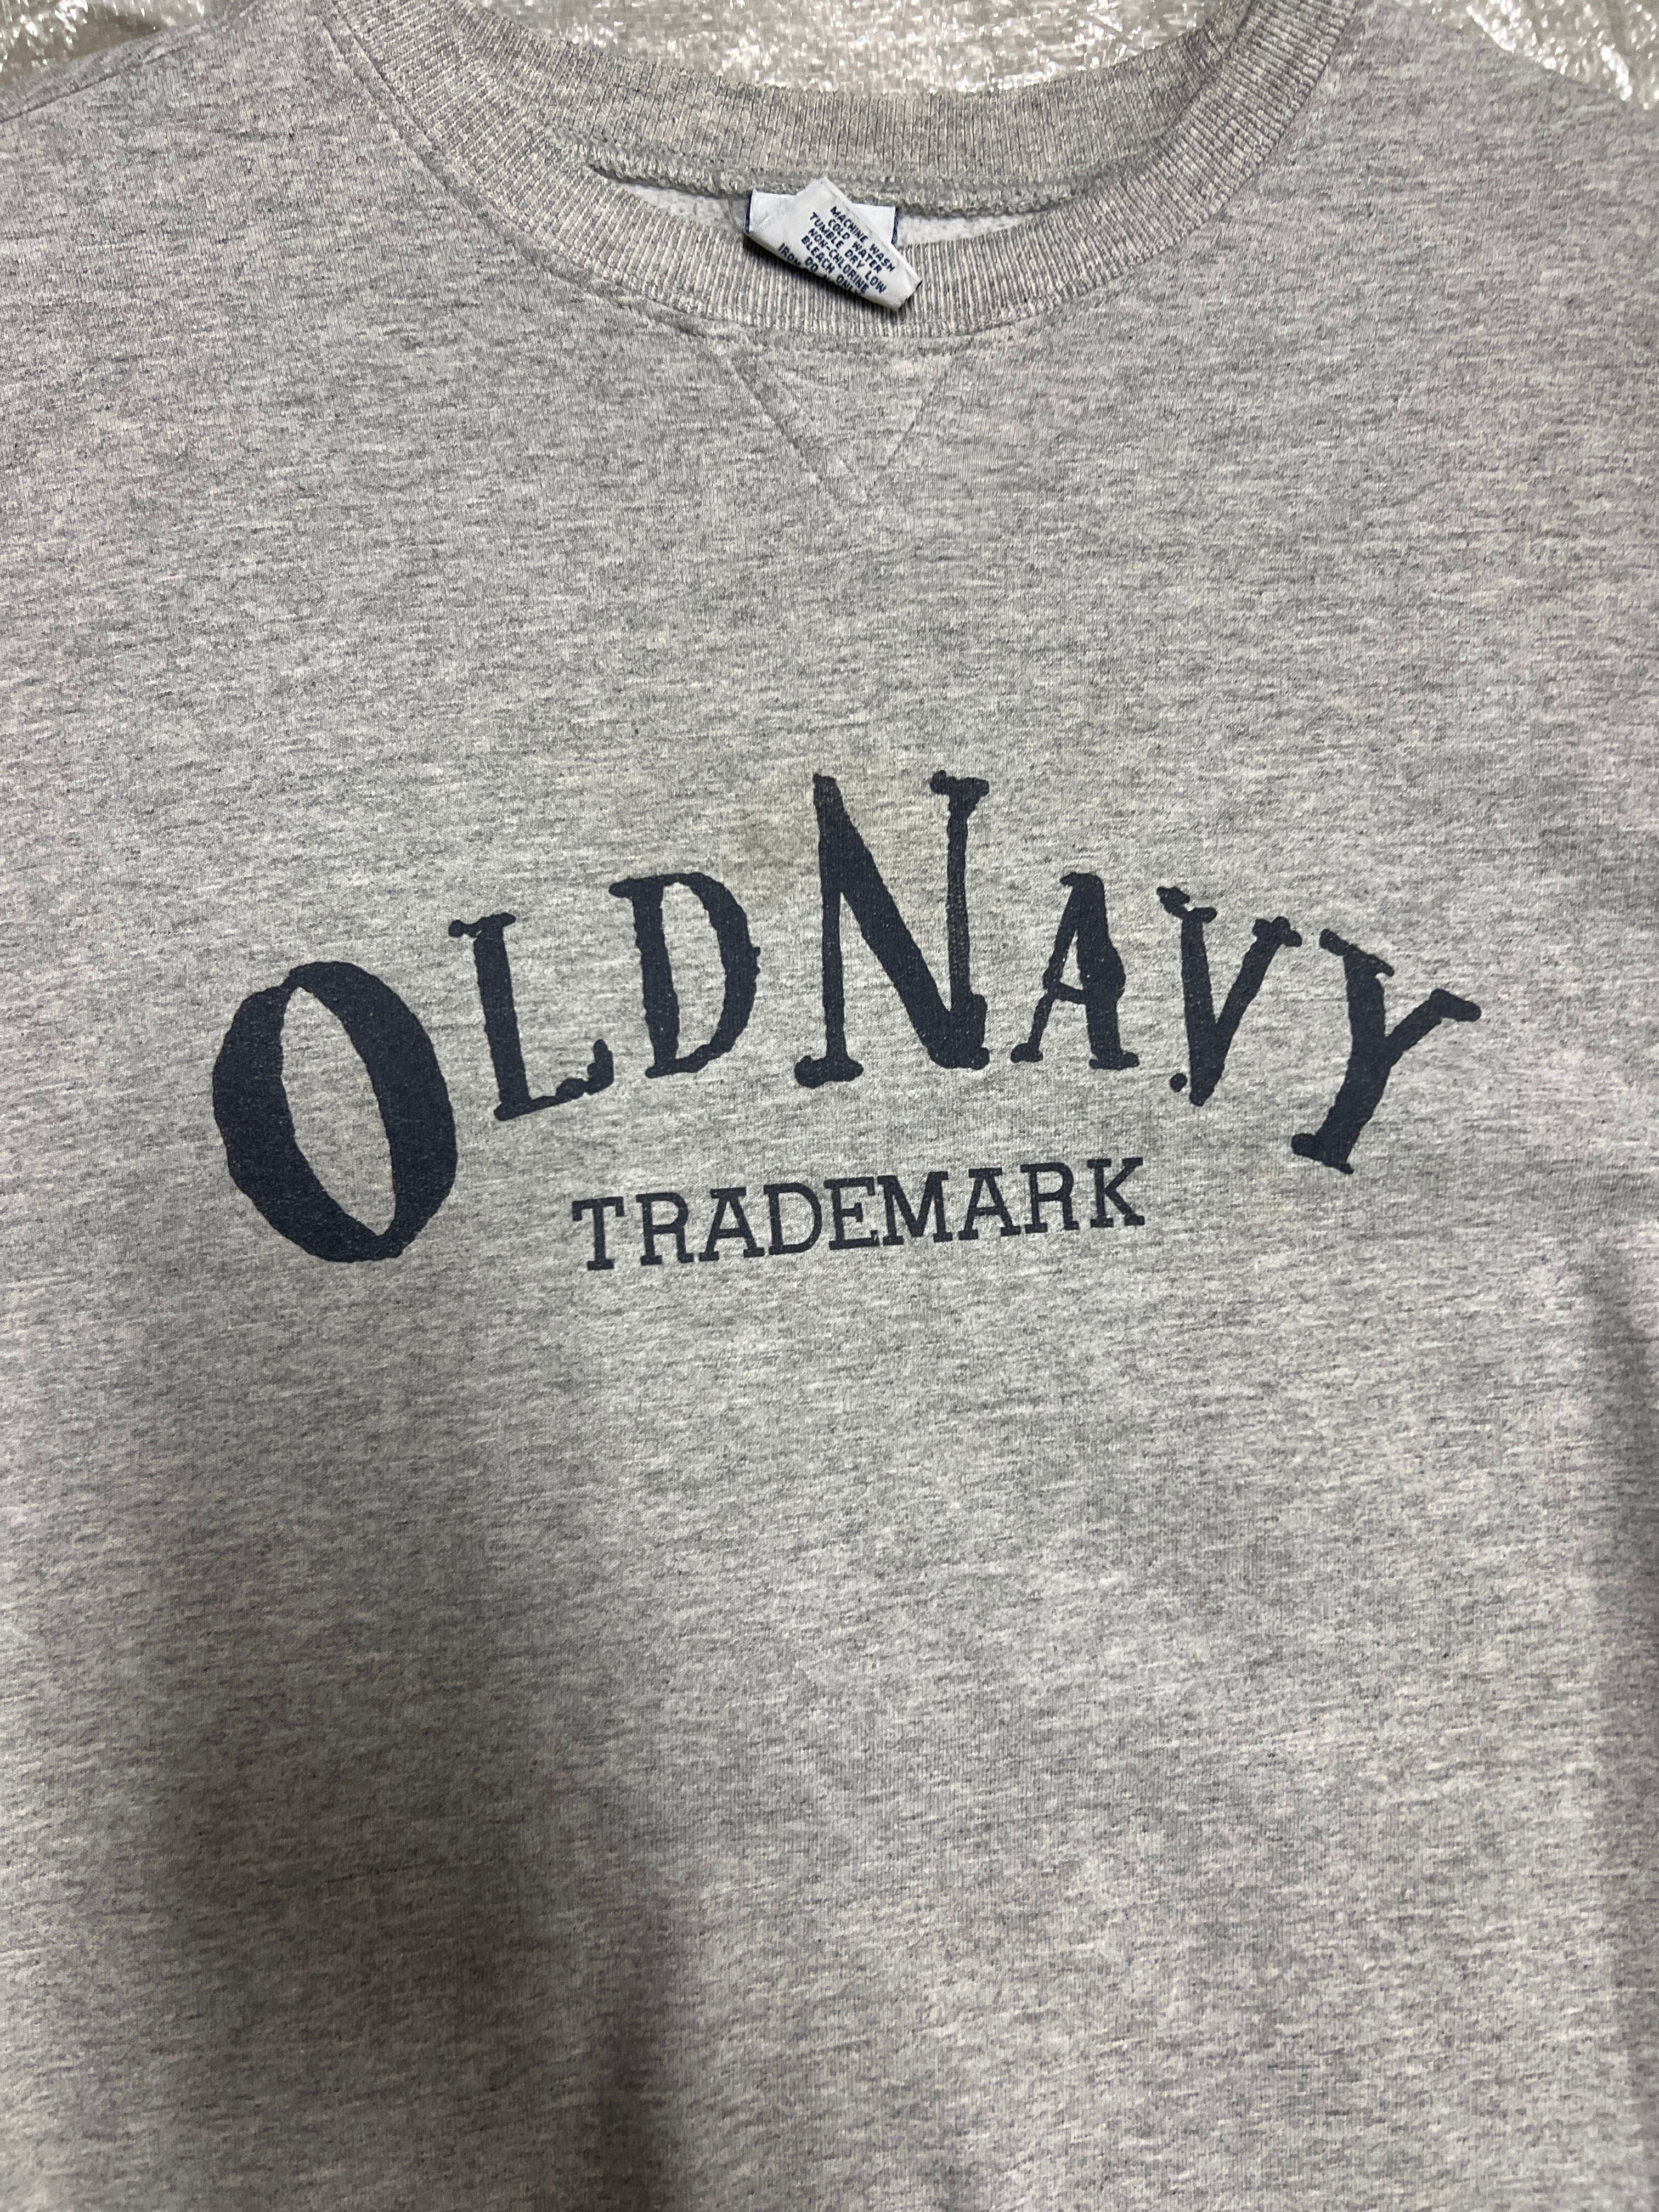 MACHINE WASH
COLD WATER
TUMBLE DRY LOW
NON-CHLORINE
BLEACH ONLY
OLD NAVY
TRADEMARK